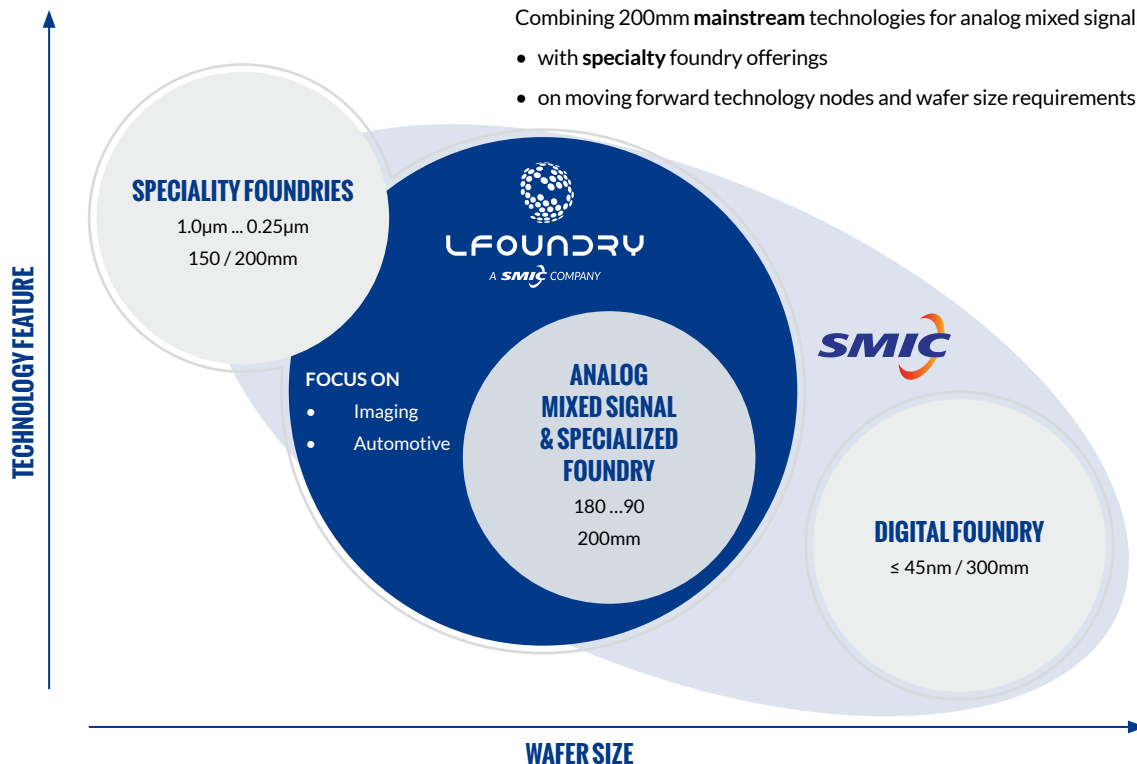 Combining 200mm mainstream technologies for analog mixed signal
• with specialty foundry offerings
• on moving forward technology nodes and wafer size requirements
SPECIALITY FOUNDRIES
1.0µm ... 0.25µm
150 / 200mm
LFOUNDRY
A SMIC COMPANY
FOCUS ON
• Imaging
• Automotive
ANALOG
MIXED SIGNAL
& SPECIALIZED
FOUNDRY
180 ...90
200mm
SMIC
DIGITAL FOUNDRY
≤ 45nm / 300mm
TECHNOLOGY FEATURE
WAFER SIZE